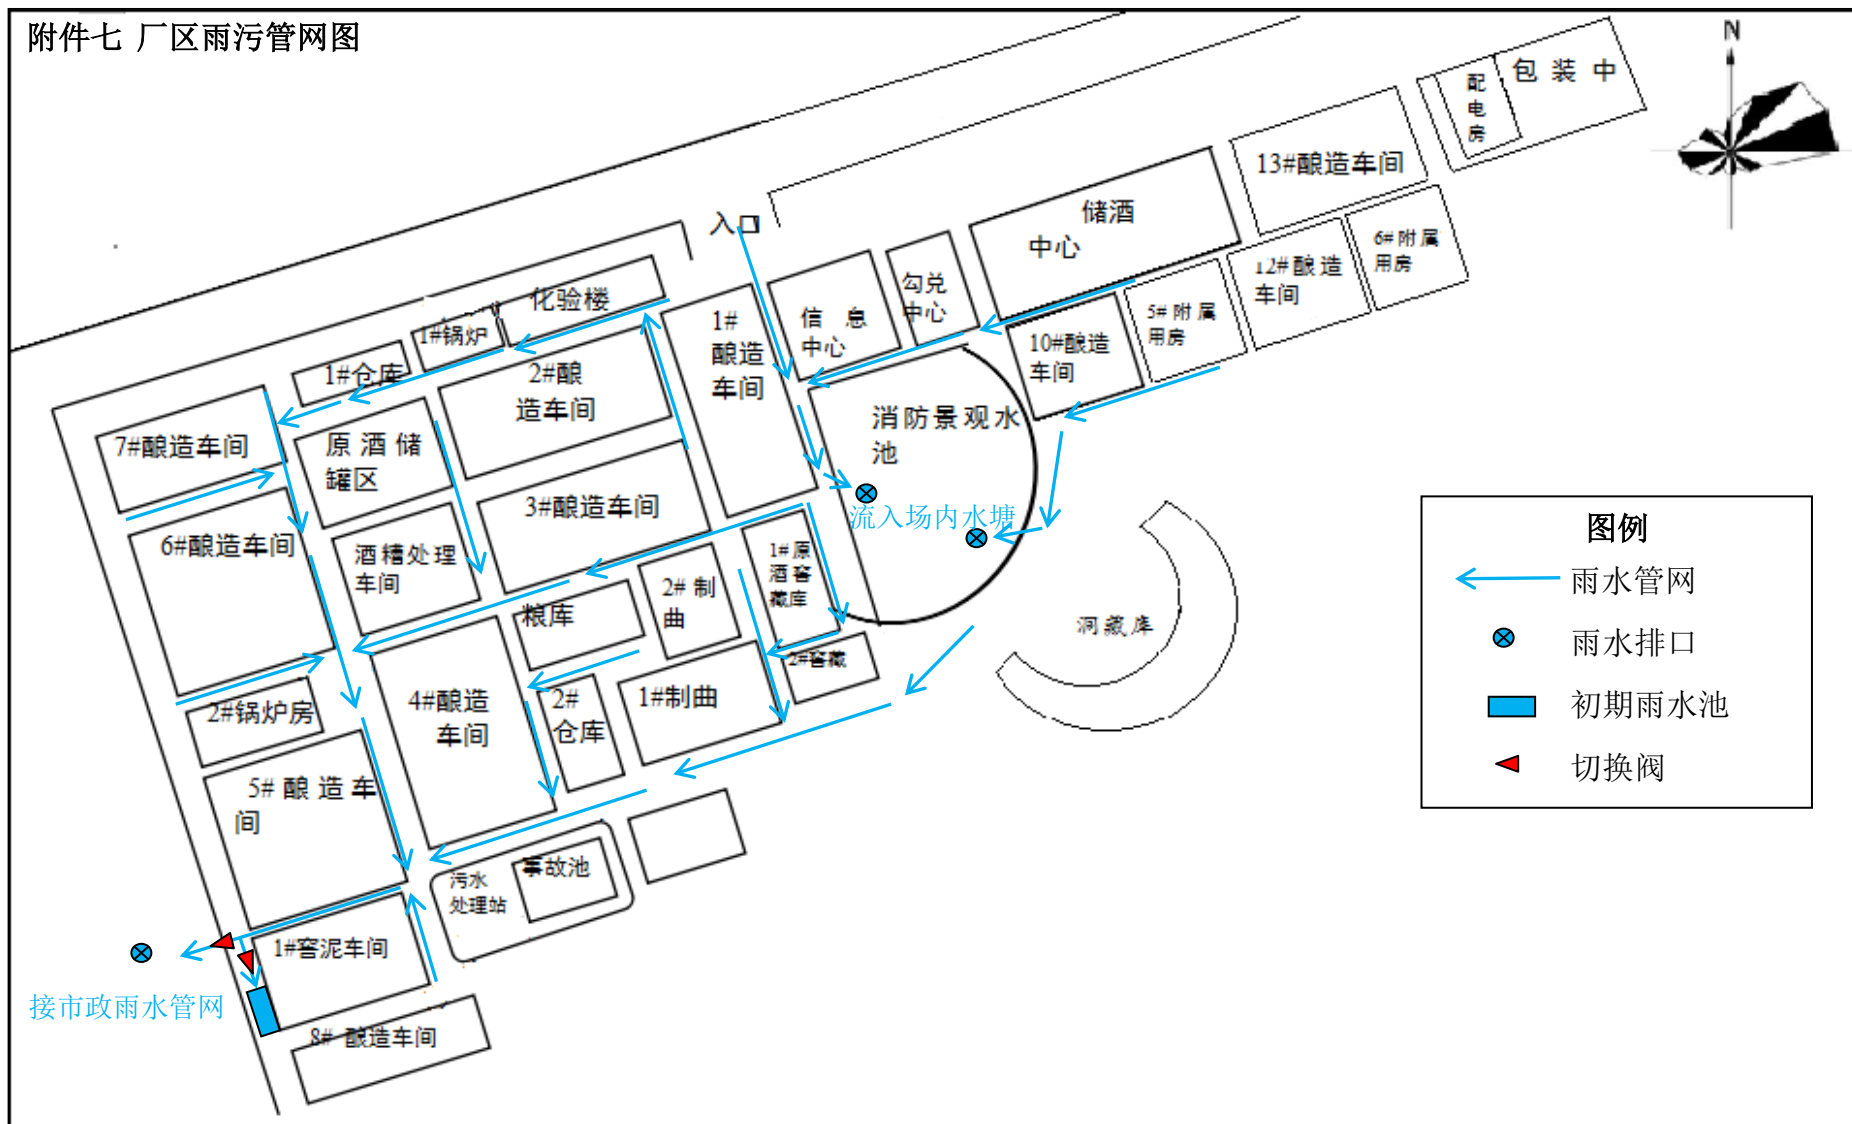 附件七 厂区雨污管网图
N
包 装 中
配
电
房
13#酿造车间
储酒
中心
入口
6# 附 属
用房
12# 酿 造
车间
5# 附 属
用房
10#酿造
车间
勾兑
中心
信 息
中心
化验楼
1#锅炉
1#仓库
1#
酿造
车间
2#酿
造车间
7#酿造车间
原 酒 储
罐区
消防景观水
池
流入场内水塘
3#酿造车间
6#酿造车间
酒糟处理
车间
1# 原
酒 窖
藏库
2# 制
曲
粮库
2#窖藏
洞藏库
1#制曲
2#
仓库
4#酿造
车间
2#锅炉房
5# 酿 造 车
间
事故池
污水
处理站
1#窖泥车间
8# 酿造车间
接市政雨水管网
图例
雨水管网
雨水排口
初期雨水池
切换阀